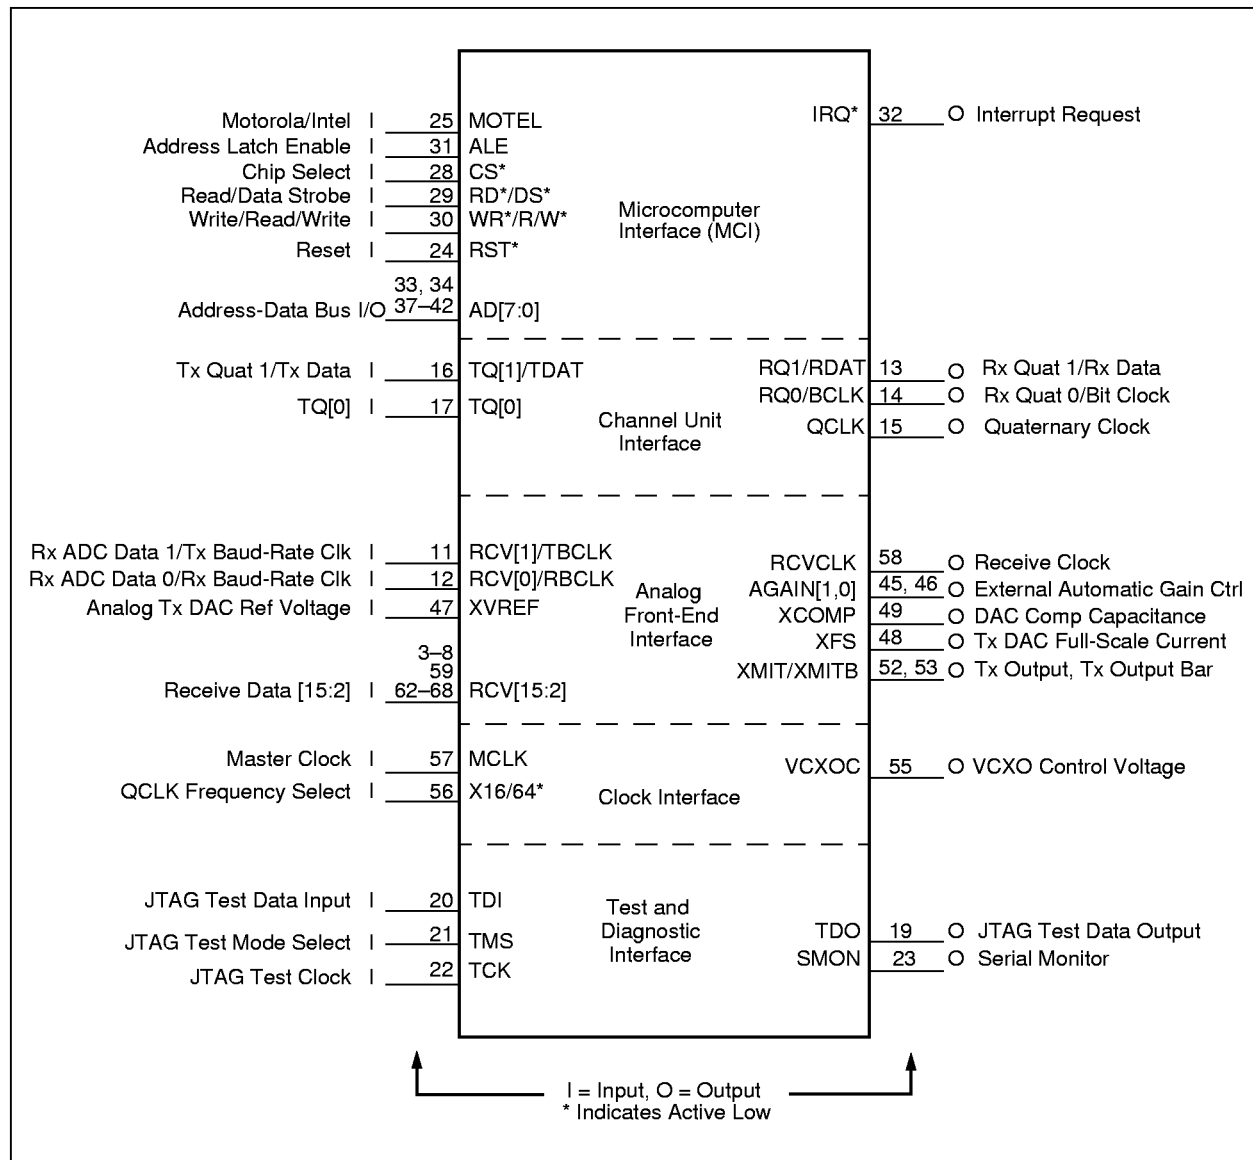 Motorola/Intel I 25 MOTEL
IRQ* 32 O Interrupt Request
Address Latch Enable I 31 ALE
Chip Select I 28 CS*
Read/Data Strobe I 29 RD*/DS*
Write/Read/Write I 30 WR*/R/W*
Microcomputer
Interface (MCI)
Reset I 24 RST*
33, 34
Address-Data Bus I/O 37–42 AD[7:0]
Tx Quat 1/Tx Data I 16 TQ[1]/TDAT
RQ1/RDAT 13 O Rx Quat 1/Rx Data
RQ0/BCLK 14 O Rx Quat 0/Bit Clock
TQ[0] I 17 TQ[0]
Channel Unit
Interface
QCLK 15 O Quaternary Clock
Rx ADC Data 1/Tx Baud-Rate Clk I 11 RCV[1]/TBCLK
RCVCLK 58 O Receive Clock
Rx ADC Data 0/Rx Baud-Rate Clk I 12 RCV[0]/RBCLK
AGAIN[1,0] 45, 46 O External Automatic Gain Ctrl
Analog
Front-End
Interface
Analog Tx DAC Ref Voltage I 47 XVREF
XCOMP 49 O DAC Comp Capacitance
XFS 48 O Tx DAC Full-Scale Current
XMIT/XMITB 52, 53 O Tx Output, Tx Output Bar
3–8
59
Receive Data [15:2] I 62–68 RCV[15:2]
Master Clock I 57 MCLK
VCXOC 55 O VCXO Control Voltage
QCLK Frequency Select I 56 X16/64*
Clock Interface
JTAG Test Data Input I 20 TDI
Test and
Diagnostic
Interface
TDO 19 O JTAG Test Data Output
JTAG Test Mode Select I 21 TMS
SMON 23 O Serial Monitor
JTAG Test Clock I 22 TCK
I = Input, O = Output
* Indicates Active Low